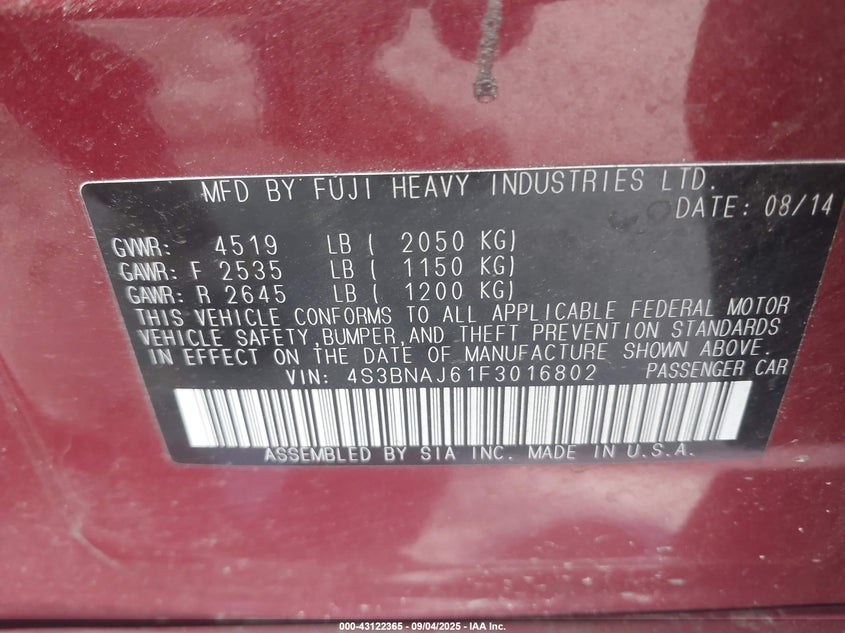 MFD BY FUJI HEAVY INDUSTRIES LTD.
DATE: 08/14
GVWR: 4519 LB ( 2050 KG)
GAWR: F 2535 LB ( 1150 KG)
GAWR: R 2645 LB ( 1200 KG)
THIS VEHICLE CONFORMS TO ALL APPLICABLE FEDERAL MOTOR
VEHICLE SAFETY,BUMPER,AND THEFT PREVENTION STANDARDS
IN EFFECT ON THE DATE OF MANUFACTURE SHOWN ABOVE.
VIN: 4S3BNAJ61F3016802 PASSENGER CAR
ASSEMBLED BY SIA INC. MADE IN U.S.A.
000-43122365 - 09/04/2025 - IAA Inc.